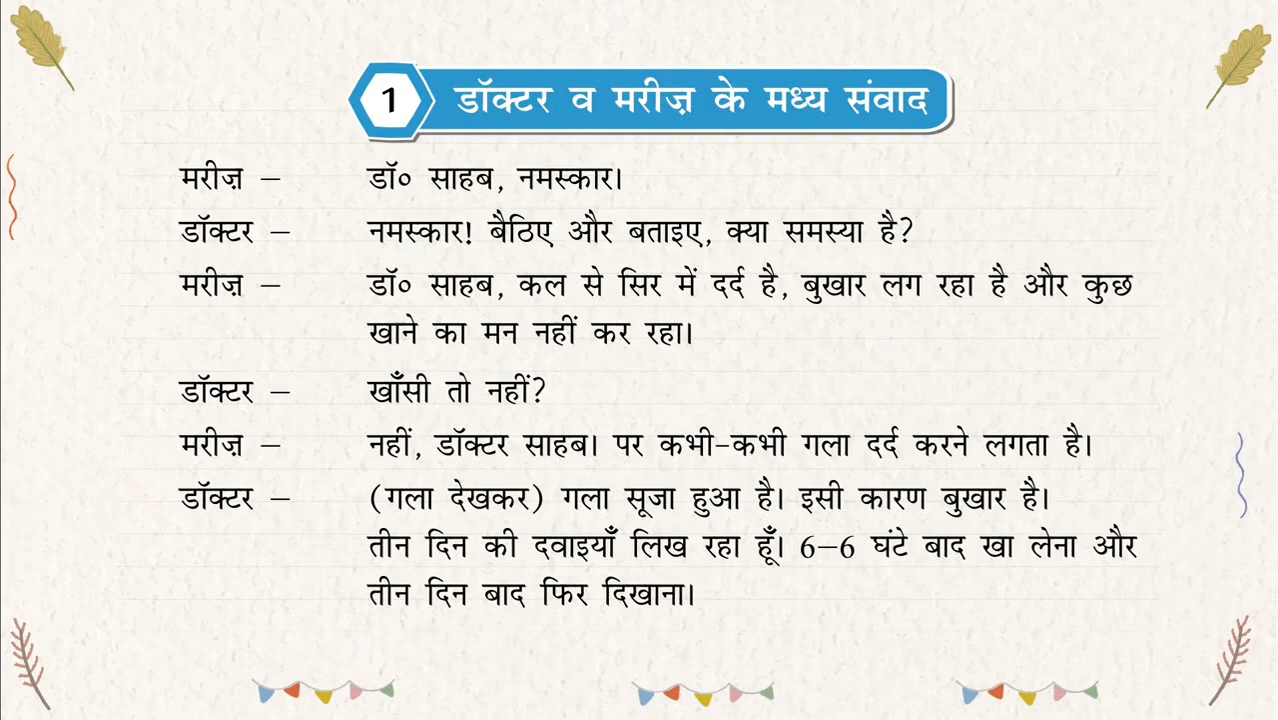 1 डॉक्टर व मरीज़ के मध्य संवाद
मरीज़ – डॉ० साहब, नमस्कार।
डॉक्टर – नमस्कार! बैठिए और बताइए, क्या समस्या है?
मरीज़ – डॉ० साहब, कल से सिर में दर्द है, बुखार लग रहा है और कुछ
खाने का मन नहीं कर रहा।
डॉक्टर – खाँसी तो नहीं?
मरीज़ – नहीं, डॉक्टर साहब। पर कभी-कभी गला दर्द करने लगता है।
डॉक्टर – (गला देखकर) गला सूजा हुआ है। इसी कारण बुखार है।
तीन दिन की दवाइयाँ लिख रहा हूँ। 6–6 घंटे बाद खा लेना और
तीन दिन बाद फिर दिखाना।